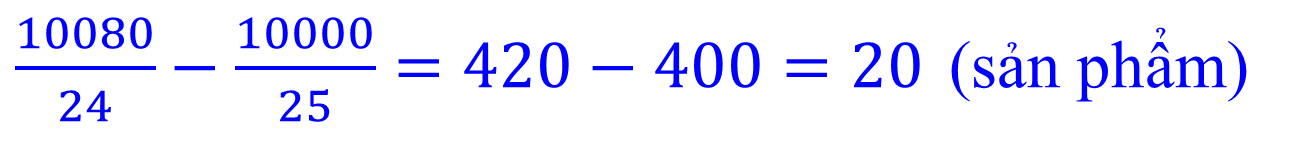 10080/24 − 10000/25 = 420 − 400 = 20 (sản phẩm)